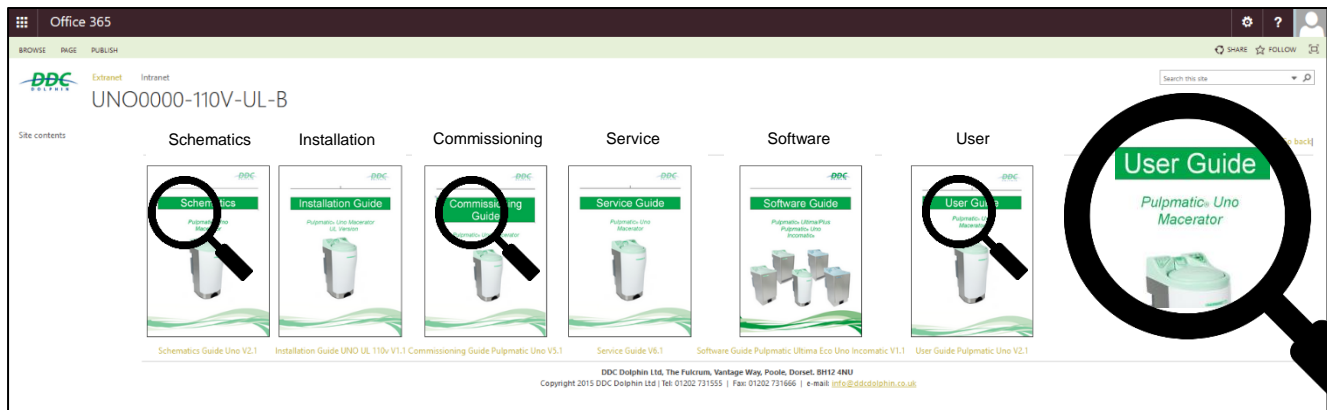 Office 365
?
BROWSE PAGE PUBLISH
SHARE FOLLOW
DDC
DOLPHIN
Extranet Intranet
UNO0000-110V-UL-B
Search this site
Site contents
Schematics Installation Commissioning Service Software User
back
DDC DDC DDC DDC DDC
Schematics
Pulpmatic® Uno
Macerator
Installation Guide
Pulpmatic® Uno Macerator
UL Version
Commissioning
Guide
Service Guide
Pulpmatic® Uno
Macerator
Software Guide
Pulpmatic® Ultima/Plus
Pulpmatic® Uno
Incomatic®
User Guide
Pulpmatic® Uno
Macerator
User Guide
Pulpmatic® Uno
Macerator
Schematics Guide Uno V2.1
Installation Guide UNO UL 110v V1.1
Commissioning Guide Pulpmatic Uno V5.1
Service Guide V6.1
Software Guide Pulpmatic Ultima Eco Uno Incomatic V1.1
User Guide Pulpmatic Uno V2.1
DDC Dolphin Ltd, The Fulcrum, Vantage Way, Poole, Dorset. BH12 4NU
Copyright 2015 DDC Dolphin Ltd | Tel: 01202 731555 | Fax: 01202 731666 | e-mail: info@ddcdolphin.co.uk